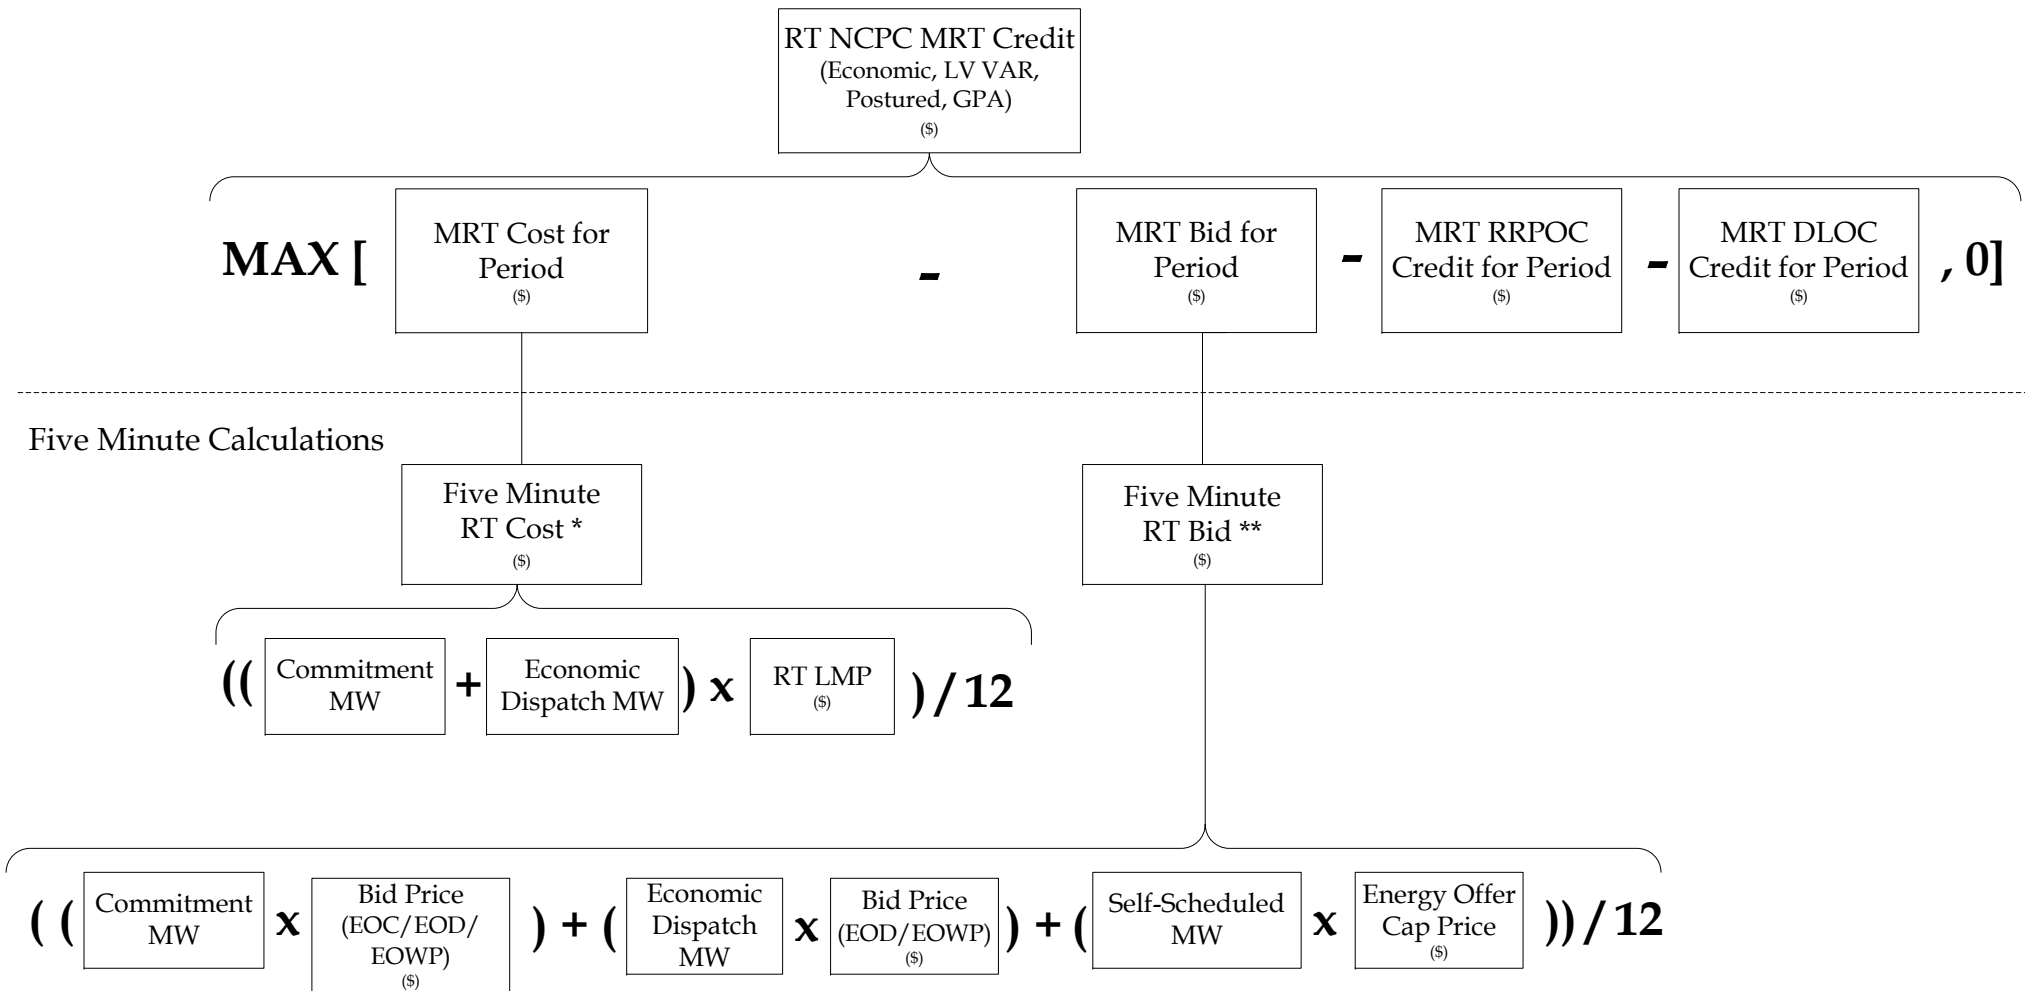 RT NCPC MRT Credit
(Economic, LV VAR,
Postured, GPA)
($)
MAX [
MRT Cost for
Period
($)
-
MRT Bid for
Period
($)
-
MRT RRPOC
Credit for Period
($)
-
MRT DLOC
Credit for Period
($)
, 0]
Five Minute Calculations
Five Minute
RT Cost *
($)
Five Minute
RT Bid **
($)
((
Commitment
MW
+
Economic
Dispatch MW
)
x
RT LMP
($)
) / 12
( (
Commitment
MW
x
Bid Price
(EOC/EOD/
EOWP)
($)
) + (
Economic
Dispatch
MW
x
Bid Price
(EOD/EOWP)
($)
) + (
Self-Scheduled
MW
x
Energy Offer
Cap Price
($)
)) / 12